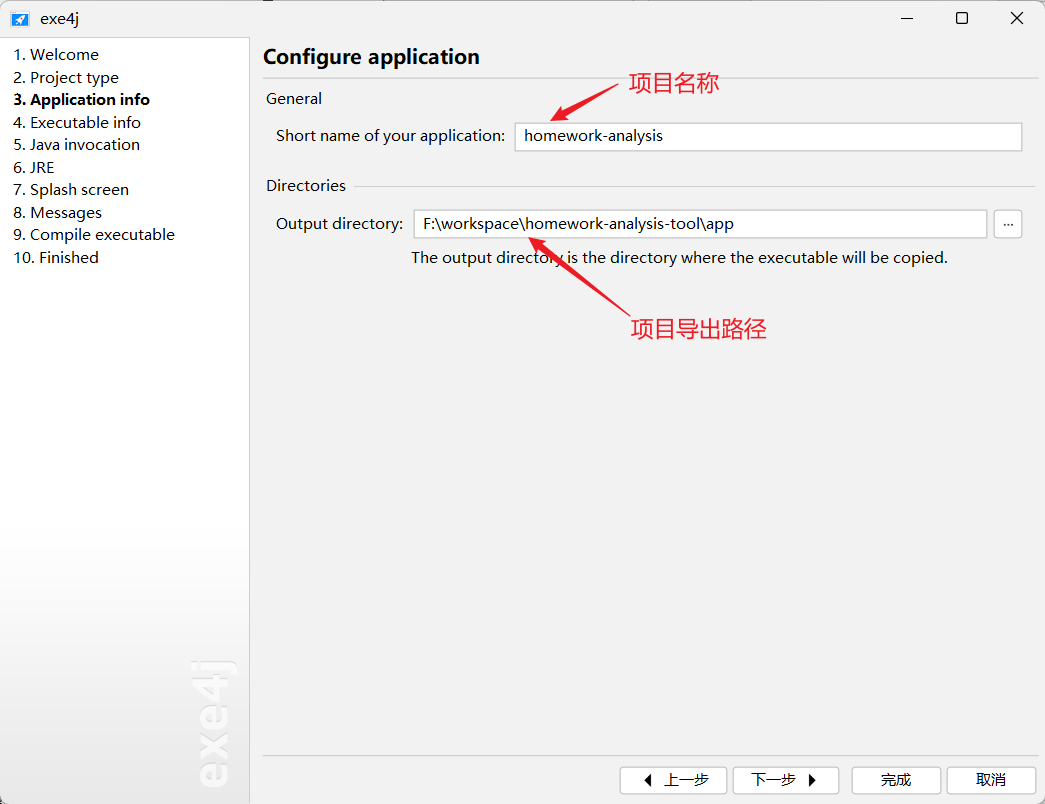 exe4j
1. Welcome
2. Project type
3. Application info
4. Executable info
5. Java invocation
6. JRE
7. Splash screen
8. Messages
9. Compile executable
10. Finished
exe4j
Configure application
项目名称
General
Short name of your application: homework-analysis
Directories
Output directory: F:\workspace\homework-analysis-tool\app ...
The output directory is the directory where the executable will be copied.
项目导出路径
上一步 下一步 完成 取消